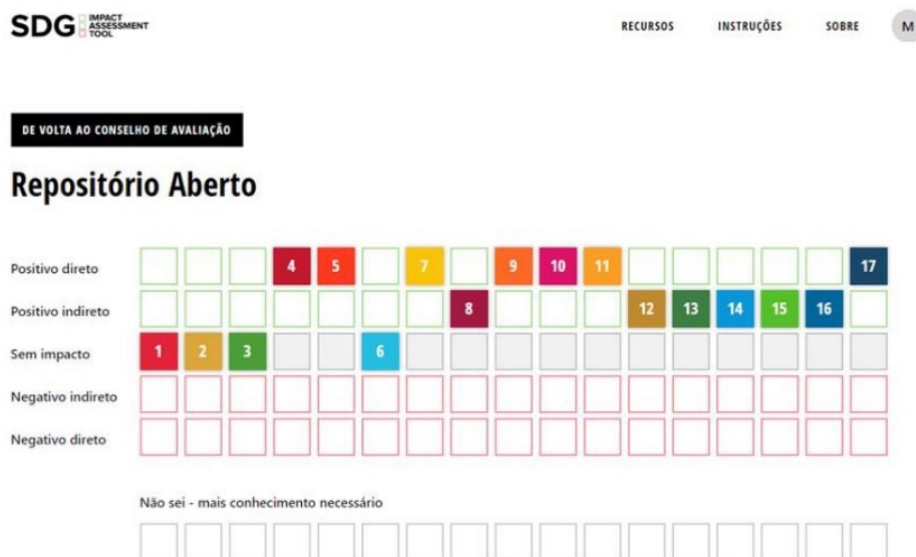 SDG IMPACT ASSESSMENT TOOL
RECURSOS INSTRUÇÕES SOBRE M
DE VOLTA AO CONSELHO DE AVALIAÇÃO
Repositório Aberto
Positivo direto 4 5 7 9 10 11 17
Positivo indireto 8 12 13 14 15 16
Sem impacto 1 2 3 6
Negativo indireto
Negativo direto
Não sei - mais conhecimento necessário